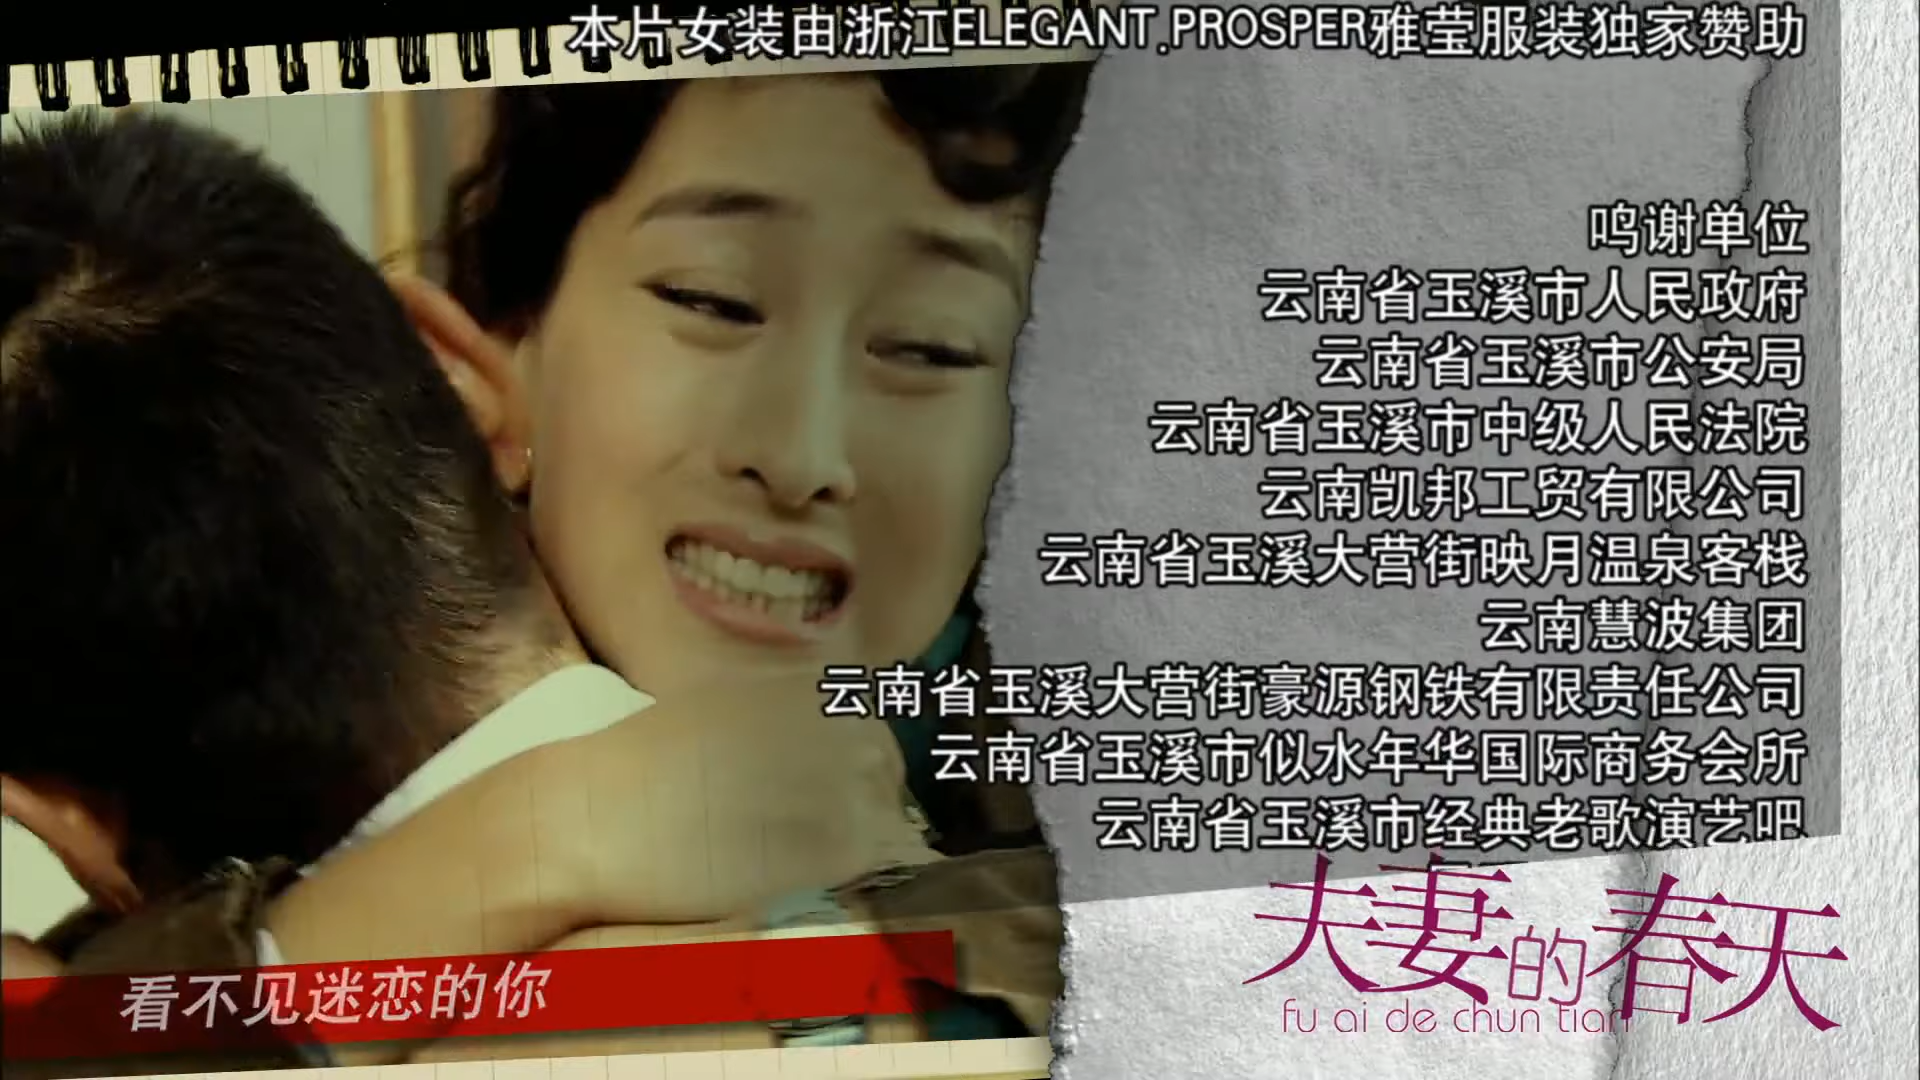 本片女装由浙江ELEGANT.PROSPER雅莹服装独家赞助
鸣谢单位
云南省玉溪市人民政府
云南省玉溪市公安局
云南省玉溪市中级人民法院
云南凯邦工贸有限公司
云南省玉溪大营街映月温泉客栈
云南慧波集团
云南省玉溪大营街豪源钢铁有限责任公司
云南省玉溪市似水年华国际商务会所
云南省玉溪市经典老歌演艺吧
夫妻的春天
fu ai de chun tian
看不见迷恋的你